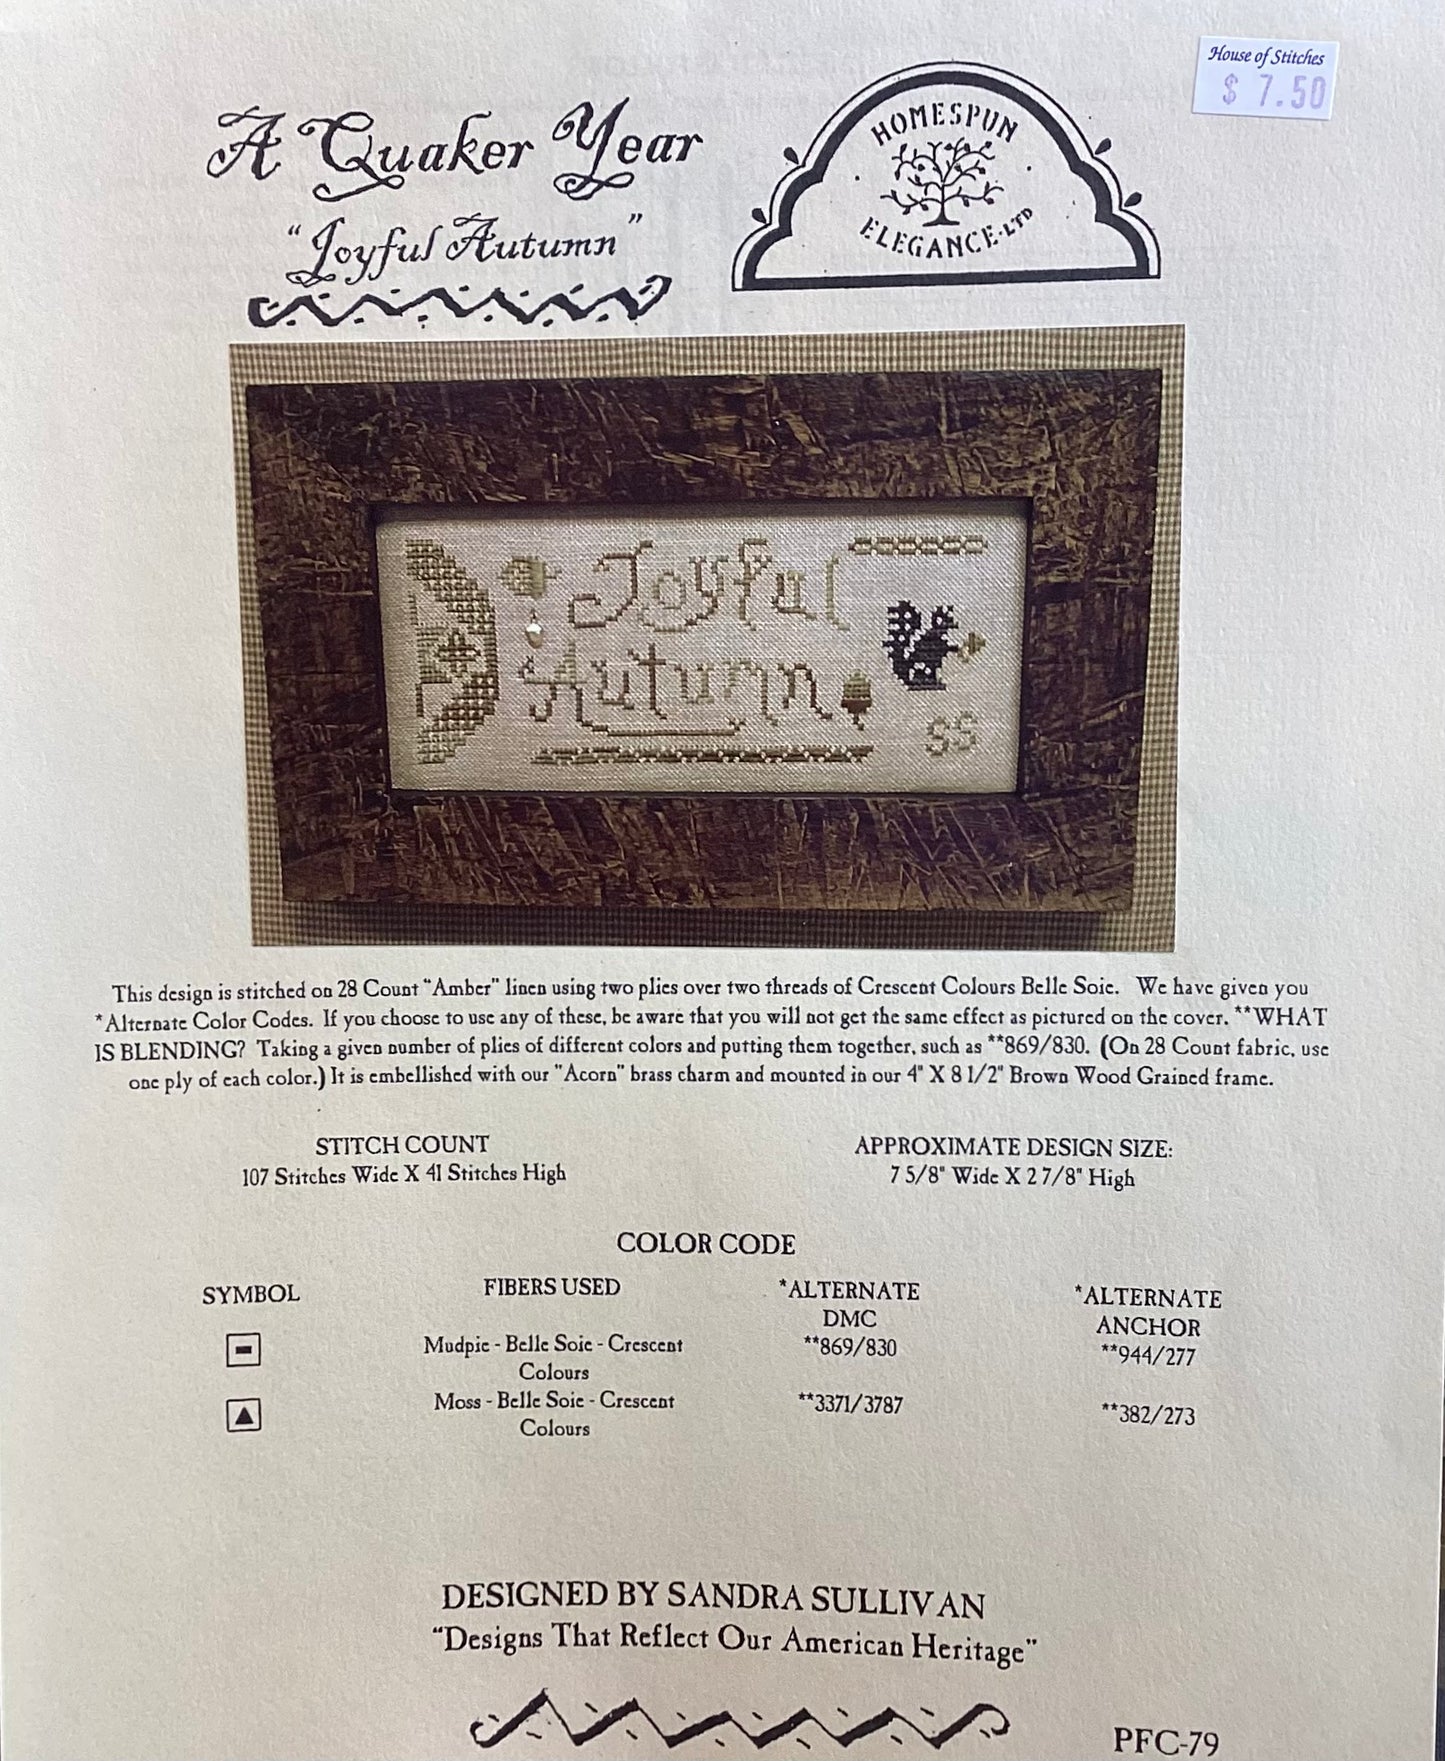 House of Stitches
$ 7.50
A Quaker Year
"Joyful Autumn"
HOMESPUN
ELEGANCE·LTD
Joyful
Autumn
SS
This design is stitched on 28 Count "Amber" linen using two plies over two threads of Crescent Colours Belle Soie. We have given you
*Alternate Color Codes. If you choose to use any of these, be aware that you will not get the same effect as pictured on the cover. **WHAT
IS BLENDING? Taking a given number of plies of different colors and putting them together, such as **869/830. (On 28 Count fabric, use
one ply of each color.) It is embellished with our "Acorn" brass charm and mounted in our 4" X 8 1/2" Brown Wood Grained frame.
STITCH COUNT
107 Stitches Wide X 41 Stitches High
APPROXIMATE DESIGN SIZE:
7 5/8" Wide X 2 7/8" High
COLOR CODE
SYMBOL FIBERS USED *ALTERNATE *ALTERNATE
DMC ANCHOR
Mudpie - Belle Soie - Crescent **869/830 **944/277
Colours
Moss - Belle Soie - Crescent **3371/3787 **382/273
Colours
DESIGNED BY SANDRA SULLIVAN
"Designs That Reflect Our American Heritage"
PFC-79